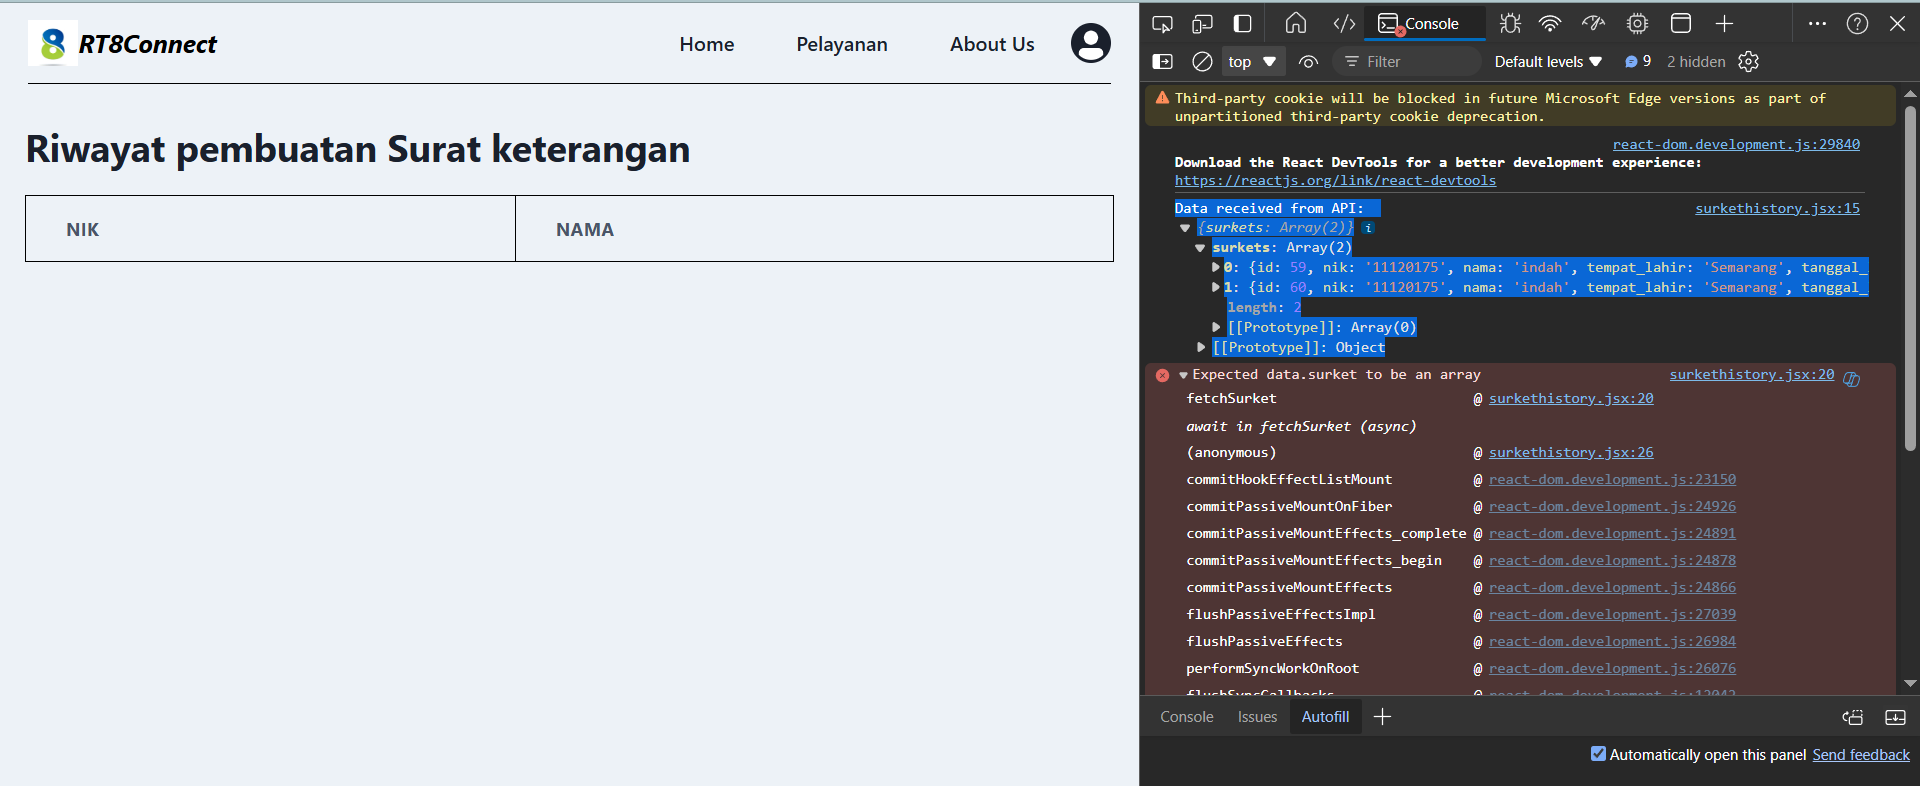 RT8Connect
Home
Pelayanan
About Us
Riwayat pembuatan Surat keterangan
NIK
NAMA
Console
top
Filter
Default levels
9
2 hidden
Third-party cookie will be blocked in future Microsoft Edge versions as part of
unpartitioned third-party cookie deprecation.
react-dom.development.js:29840
Download the React DevTools for a better development experience:
https://reactjs.org/link/react-devtools
Data received from API:
surkethistory.jsx:15
{surkets: Array(2)}
surkets: Array(2)
0: {id: 59, nik: '11120175', nama: 'indah', tempat_lahir: 'Semarang', tanggal_
1: {id: 60, nik: '11120175', nama: 'indah', tempat_lahir: 'Semarang', tanggal_
length: 2
[[Prototype]]: Array(0)
[[Prototype]]: Object
Expected data.surket to be an array
surkethistory.jsx:20
fetchSurket @ surkethistory.jsx:20
await in fetchSurket (async)
(anonymous) @ surkethistory.jsx:26
commitHookEffectListMount @ react-dom.development.js:23150
commitPassiveMountOnFiber @ react-dom.development.js:24926
commitPassiveMountEffects_complete @ react-dom.development.js:24891
commitPassiveMountEffects_begin @ react-dom.development.js:24878
commitPassiveMountEffects @ react-dom.development.js:24866
flushPassiveEffectsImpl @ react-dom.development.js:27039
flushPassiveEffects @ react-dom.development.js:26984
performSyncWorkOnRoot @ react-dom.development.js:26076
flushSyncCallbacks @ react-dom.development.js:12042
Console
Issues
Autofill
Automatically open this panel Send feedback